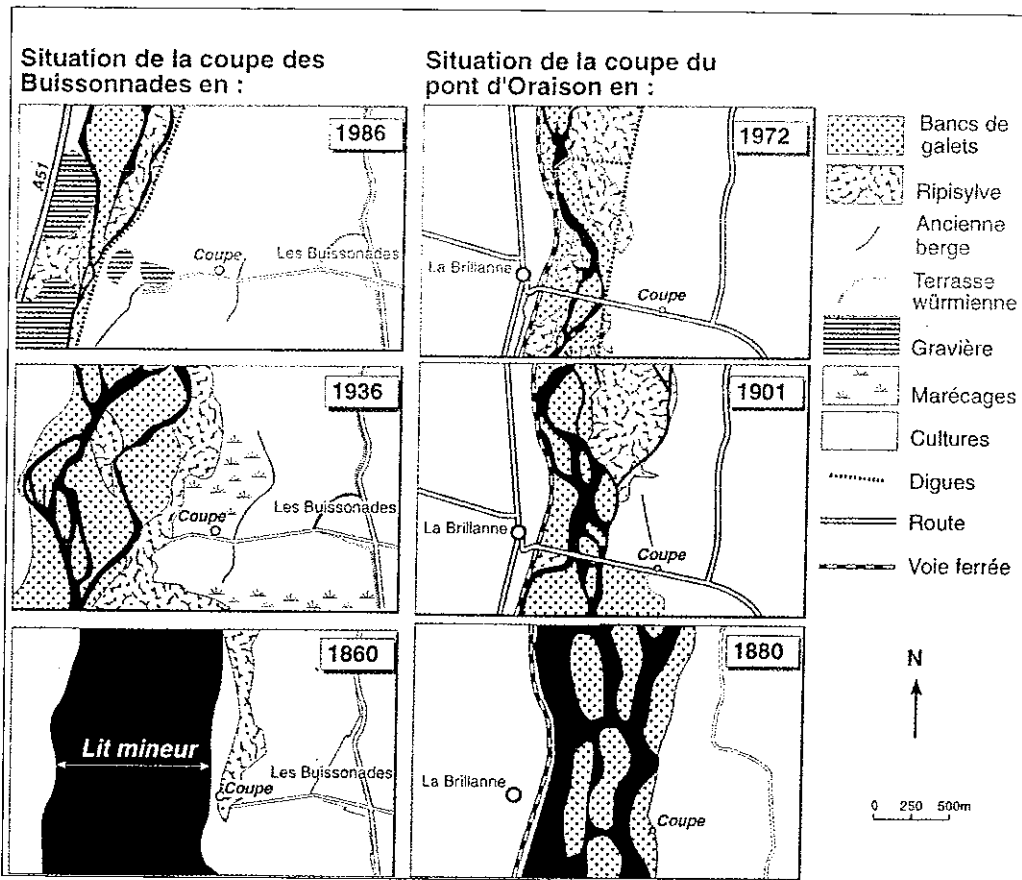 Situation de la coupe des
Buissonnades en :
Situation de la coupe du
pont d'Oraison en :
1986
A51
Coupe
Les Buissonades
1972
La Brillanne
Coupe
1936
Coupe
Les Buissonades
1901
La Brillanne
Coupe
1860
Lit mineur
Les Buissonades
Coupe
1880
La Brillanne
Coupe
Bancs de
galets
Ripisylve
Ancienne
berge
Terrasse
würmienne
Gravière
Marécages
Cultures
Digues
Route
Voie ferrée
N
0 250 500m